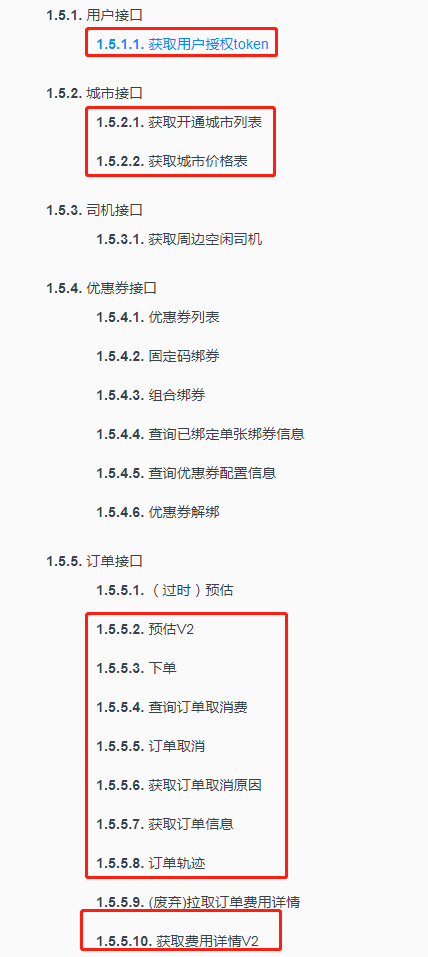 1.5.1. 用户接口
1.5.1.1. 获取用户授权token
1.5.2. 城市接口
1.5.2.1. 获取开通城市列表
1.5.2.2. 获取城市价格表
1.5.3. 司机接口
1.5.3.1. 获取周边空闲司机
1.5.4. 优惠券接口
1.5.4.1. 优惠券列表
1.5.4.2. 固定码绑券
1.5.4.3. 组合绑券
1.5.4.4. 查询已绑定单张绑券信息
1.5.4.5. 查询优惠券配置信息
1.5.4.6. 优惠券解绑
1.5.5. 订单接口
1.5.5.1. （过时）预估
1.5.5.2. 预估V2
1.5.5.3. 下单
1.5.5.4. 查询订单取消费
1.5.5.5. 订单取消
1.5.5.6. 获取订单取消原因
1.5.5.7. 获取订单信息
1.5.5.8. 订单轨迹
1.5.5.9. (废弃)拉取订单费用详情
1.5.5.10. 获取费用详情V2